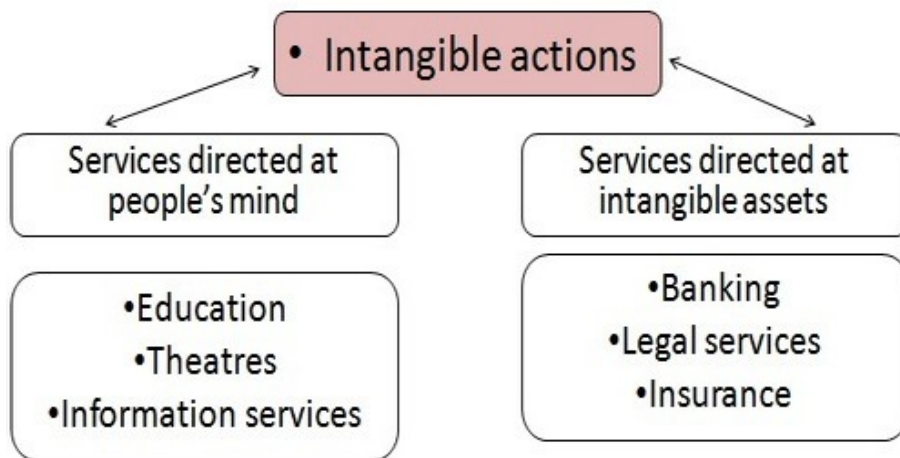 • Intangible actions
Services directed at
people's mind
Services directed at
intangible assets
•Education
•Theatres
•Information services
•Banking
•Legal services
•Insurance